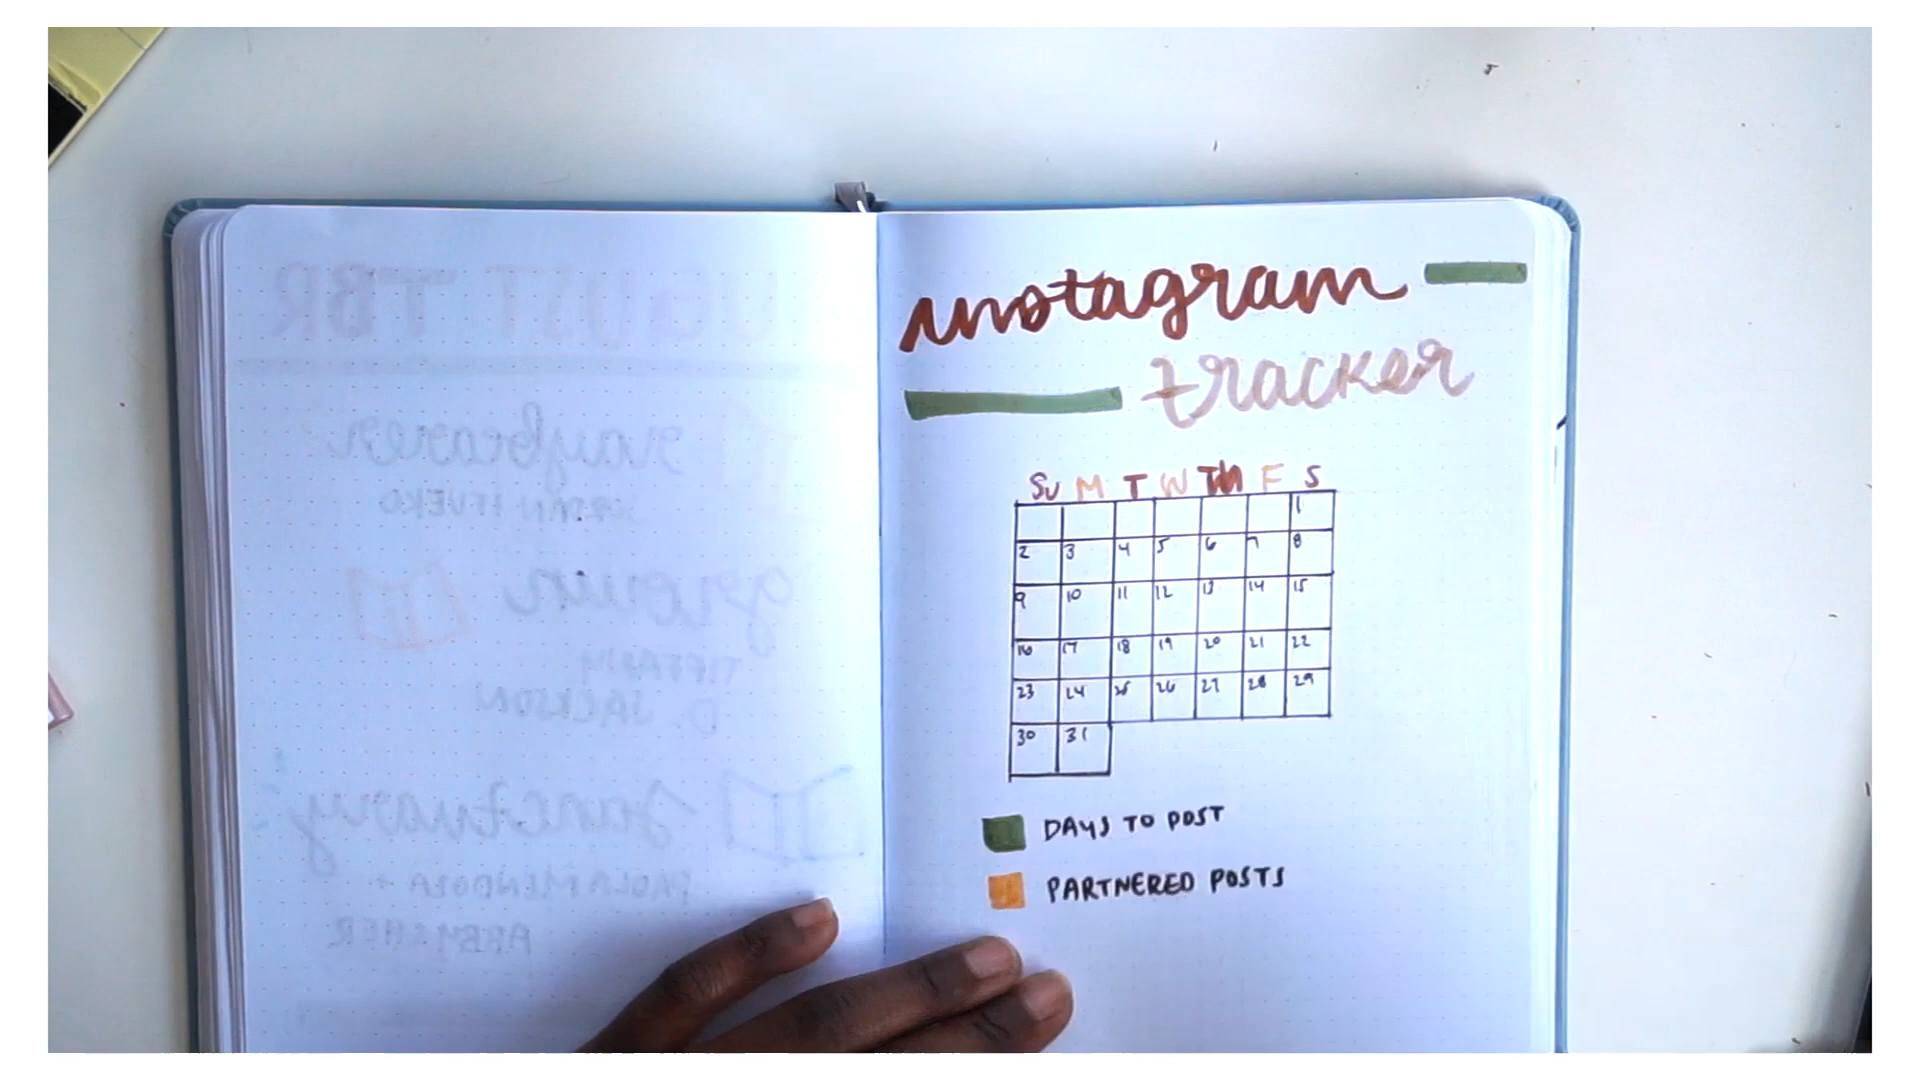 instagram
tracker
Su M T W Th F S
1
2 3 4 5 6 7 8
9 10 11 12 13 14 15
16 17 18 19 20 21 22
23 24 25 26 27 28 29
30 31
DAYS TO POST
PARTNERED POSTS